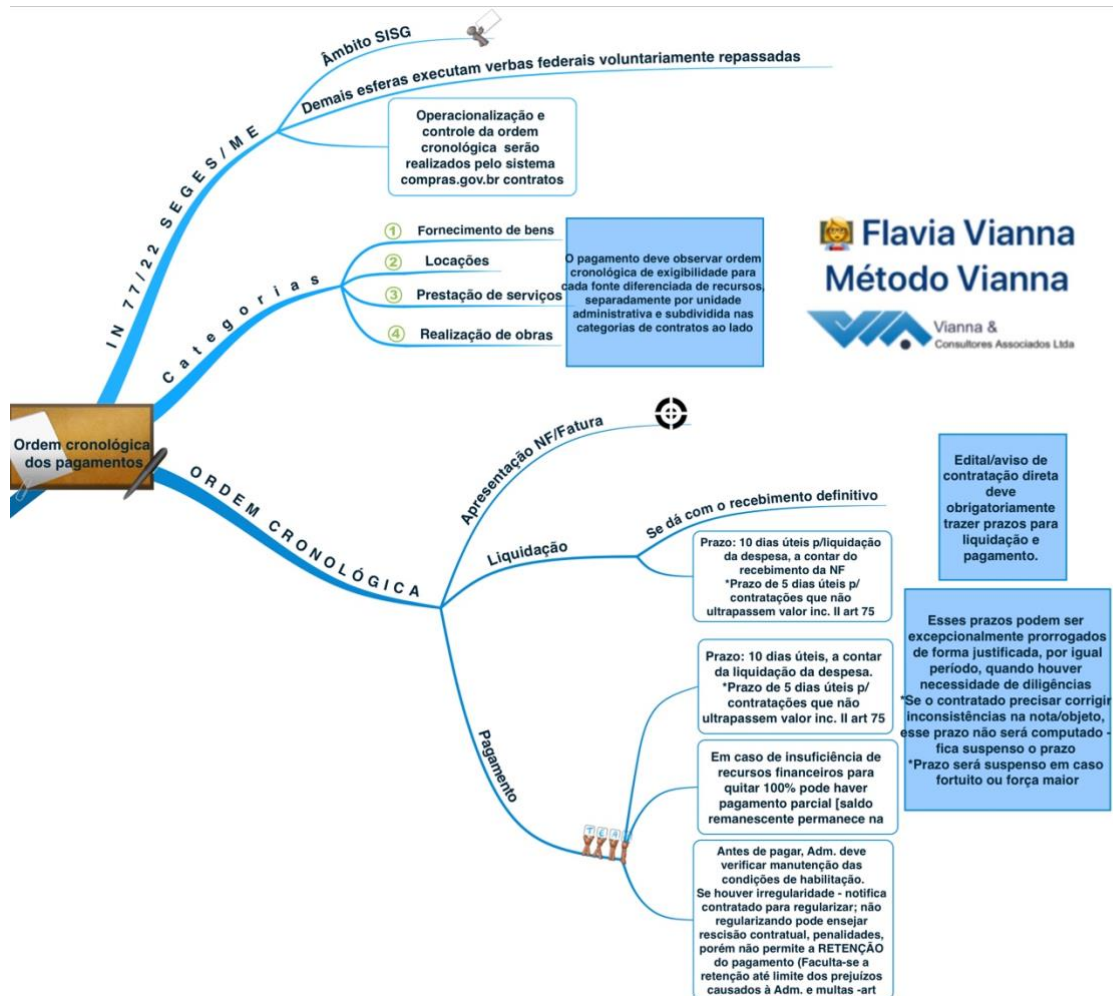 Ordem cronológica
dos pagamentos
IN 77/22 SEGES/ME
Âmbito SISG
Demais esferas executam verbas federais voluntariamente repassadas
Operacionalização e
controle da ordem
cronológica serão
realizados pelo sistema
compras.gov.br contratos
Categorias
1 Fornecimento de bens
2 Locações
3 Prestação de serviços
4 Realização de obras
O pagamento deve observar ordem
cronológica de exigibilidade para
cada fonte diferenciada de recursos,
separadamente por unidade
administrativa e subdividida nas
categorias de contratos ao lado
Flavia Vianna
Método Vianna
Vianna &
Consultores Associados Ltda
ORDEM CRONOLÓGICA
Apresentação NF/Fatura
Liquidação
Se dá com o recebimento definitivo
Prazo: 10 dias úteis p/liquidação
da despesa, a contar do
recebimento da NF
*Prazo de 5 dias úteis p/
contratações que não
ultrapassem valor inc. II art 75
Edital/aviso de
contratação direta
deve
obrigatoriamente
trazer prazos para
liquidação e
pagamento.
Pagamento
Prazo: 10 dias úteis, a contar
da liquidação da despesa.
*Prazo de 5 dias úteis p/
contratações que não
ultrapassem valor inc. II art 75
Em caso de insuficiência de
recursos financeiros para
quitar 100% pode haver
pagamento parcial [saldo
remanescente permanece na
Antes de pagar, Adm. deve
verificar manutenção das
condições de habilitação.
Se houver irregularidade - notifica
contratado para regularizar; não
regularizando pode ensejar
rescisão contratual, penalidades,
porém não permite a RETENÇÃO
do pagamento (Faculta-se a
retenção até limite dos prejuízos
causados à Adm. e multas -art
Esses prazos podem ser
excepcionalmente prorrogados
de forma justificada, por igual
período, quando houver
necessidade de diligências
*Se o contratado precisar corrigir
inconsistências na nota/objeto,
esse prazo não será computado -
fica suspenso o prazo
*Prazo será suspenso em caso
fortuito ou força maior